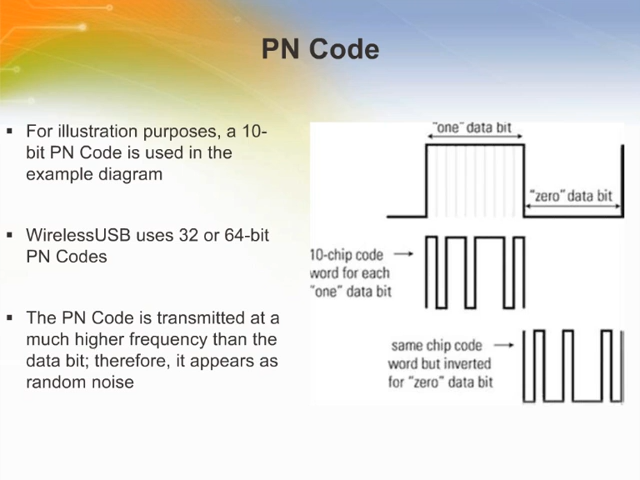 PN Code
▪ For illustration purposes, a 10-
bit PN Code is used in the
example diagram
▪ WirelessUSB uses 32 or 64-bit
PN Codes
▪ The PN Code is transmitted at a
much higher frequency than the
data bit; therefore, it appears as
random noise
"one" data bit
"zero" data bit
10-chip code
word for each
"one" data bit
same chip code
word but inverted
for "zero" data bit